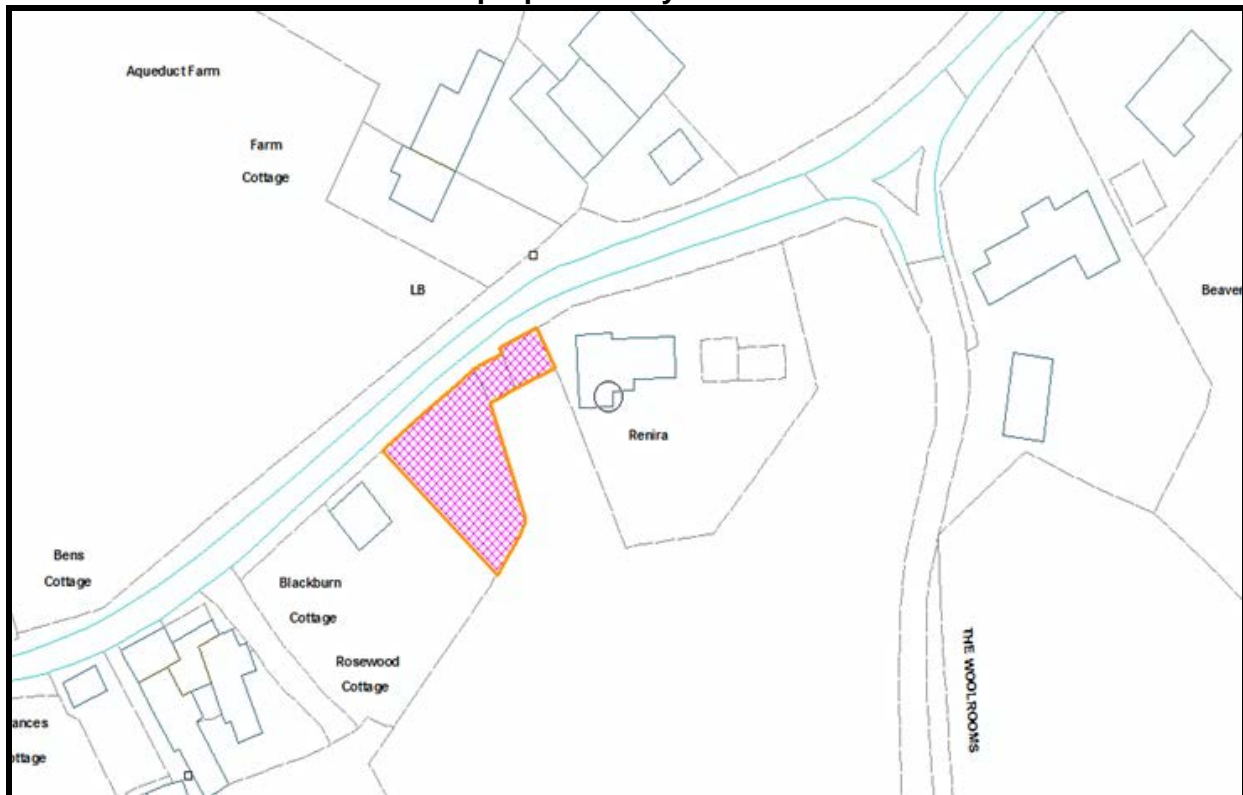 Aqueduct Farm
Farm
Cottage
LB
Beaver
Renira
Bens
Cottage
Blackburn
Cottage
Rosewood
Cottage
THE WOOLROOMS
ances
ottage